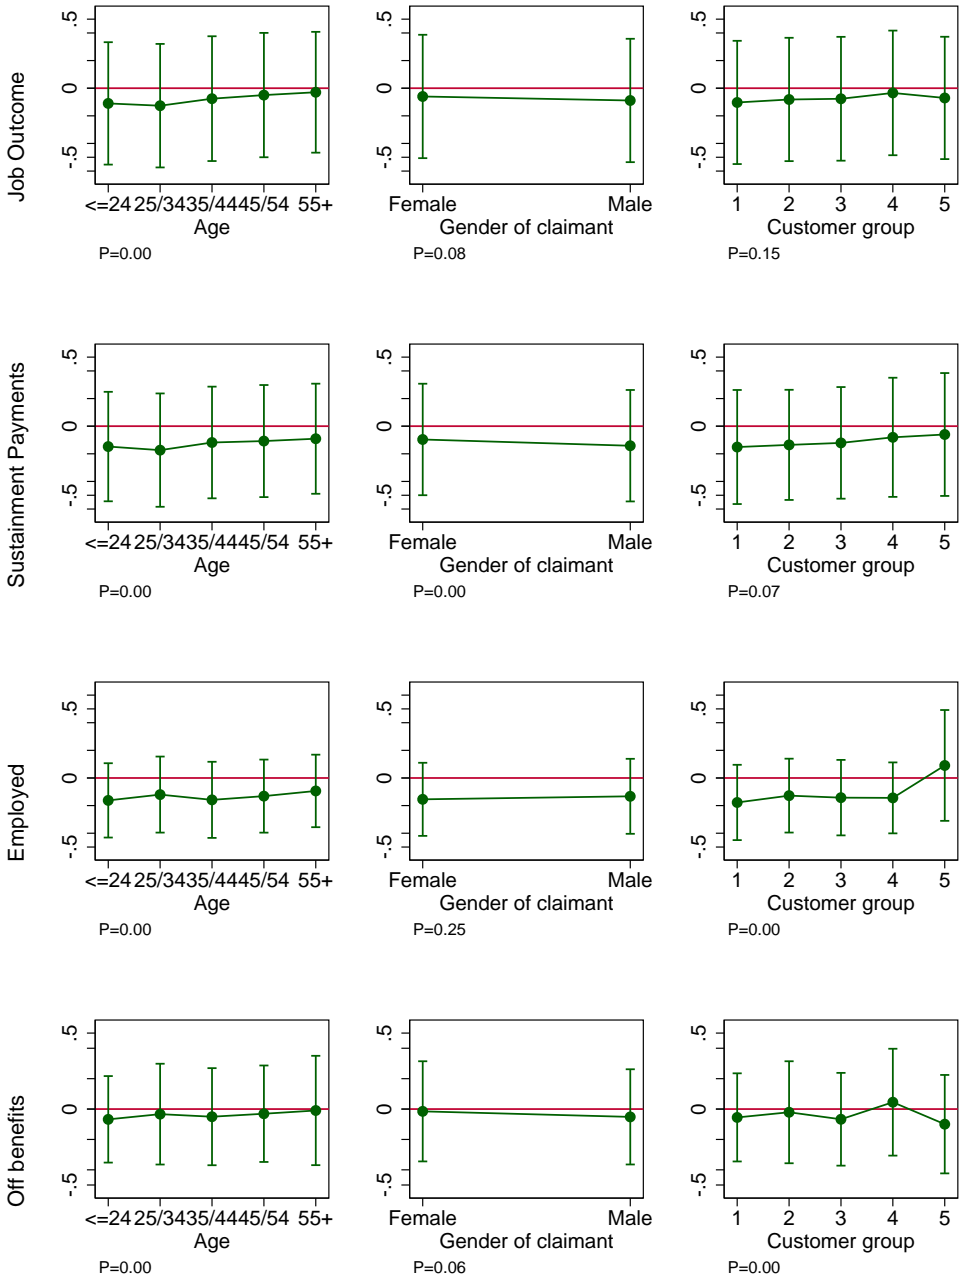 Job Outcome
.5
0
-.5
<=24 25/34 35/44 45/54 55+
Age
P=0.00
.5
0
-.5
Female Male
Gender of claimant
P=0.08
.5
0
-.5
1 2 3 4 5
Customer group
P=0.15
Sustainment Payments
.5
0
-.5
<=24 25/34 35/44 45/54 55+
Age
P=0.00
.5
0
-.5
Female Male
Gender of claimant
P=0.00
.5
0
-.5
1 2 3 4 5
Customer group
P=0.07
Employed
.5
0
-.5
<=24 25/34 35/44 45/54 55+
Age
P=0.00
.5
0
-.5
Female Male
Gender of claimant
P=0.25
.5
0
-.5
1 2 3 4 5
Customer group
P=0.00
Off benefits
.5
0
-.5
<=24 25/34 35/44 45/54 55+
Age
P=0.00
.5
0
-.5
Female Male
Gender of claimant
P=0.06
.5
0
-.5
1 2 3 4 5
Customer group
P=0.00